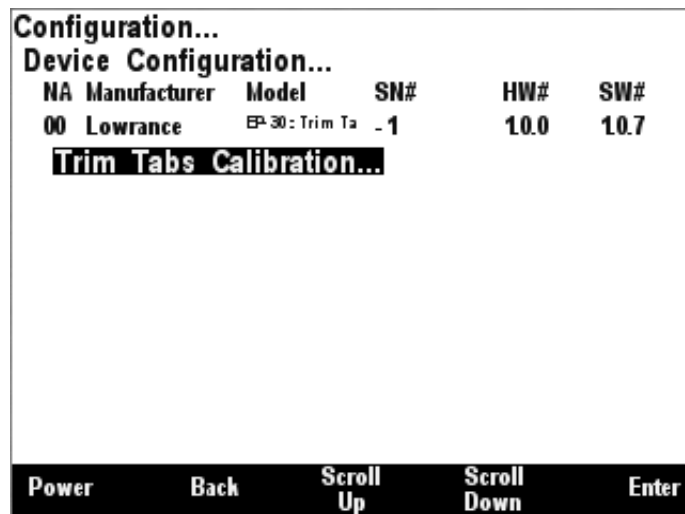 Configuration...
Device Configuration...
NA Manufacturer Model SN# HW# SW#
00 Lowrance EP-30: Trim Ta -1 1.0.0 1.0.7
Trim Tabs Calibration...
Power Back Scroll Up Scroll Down Enter